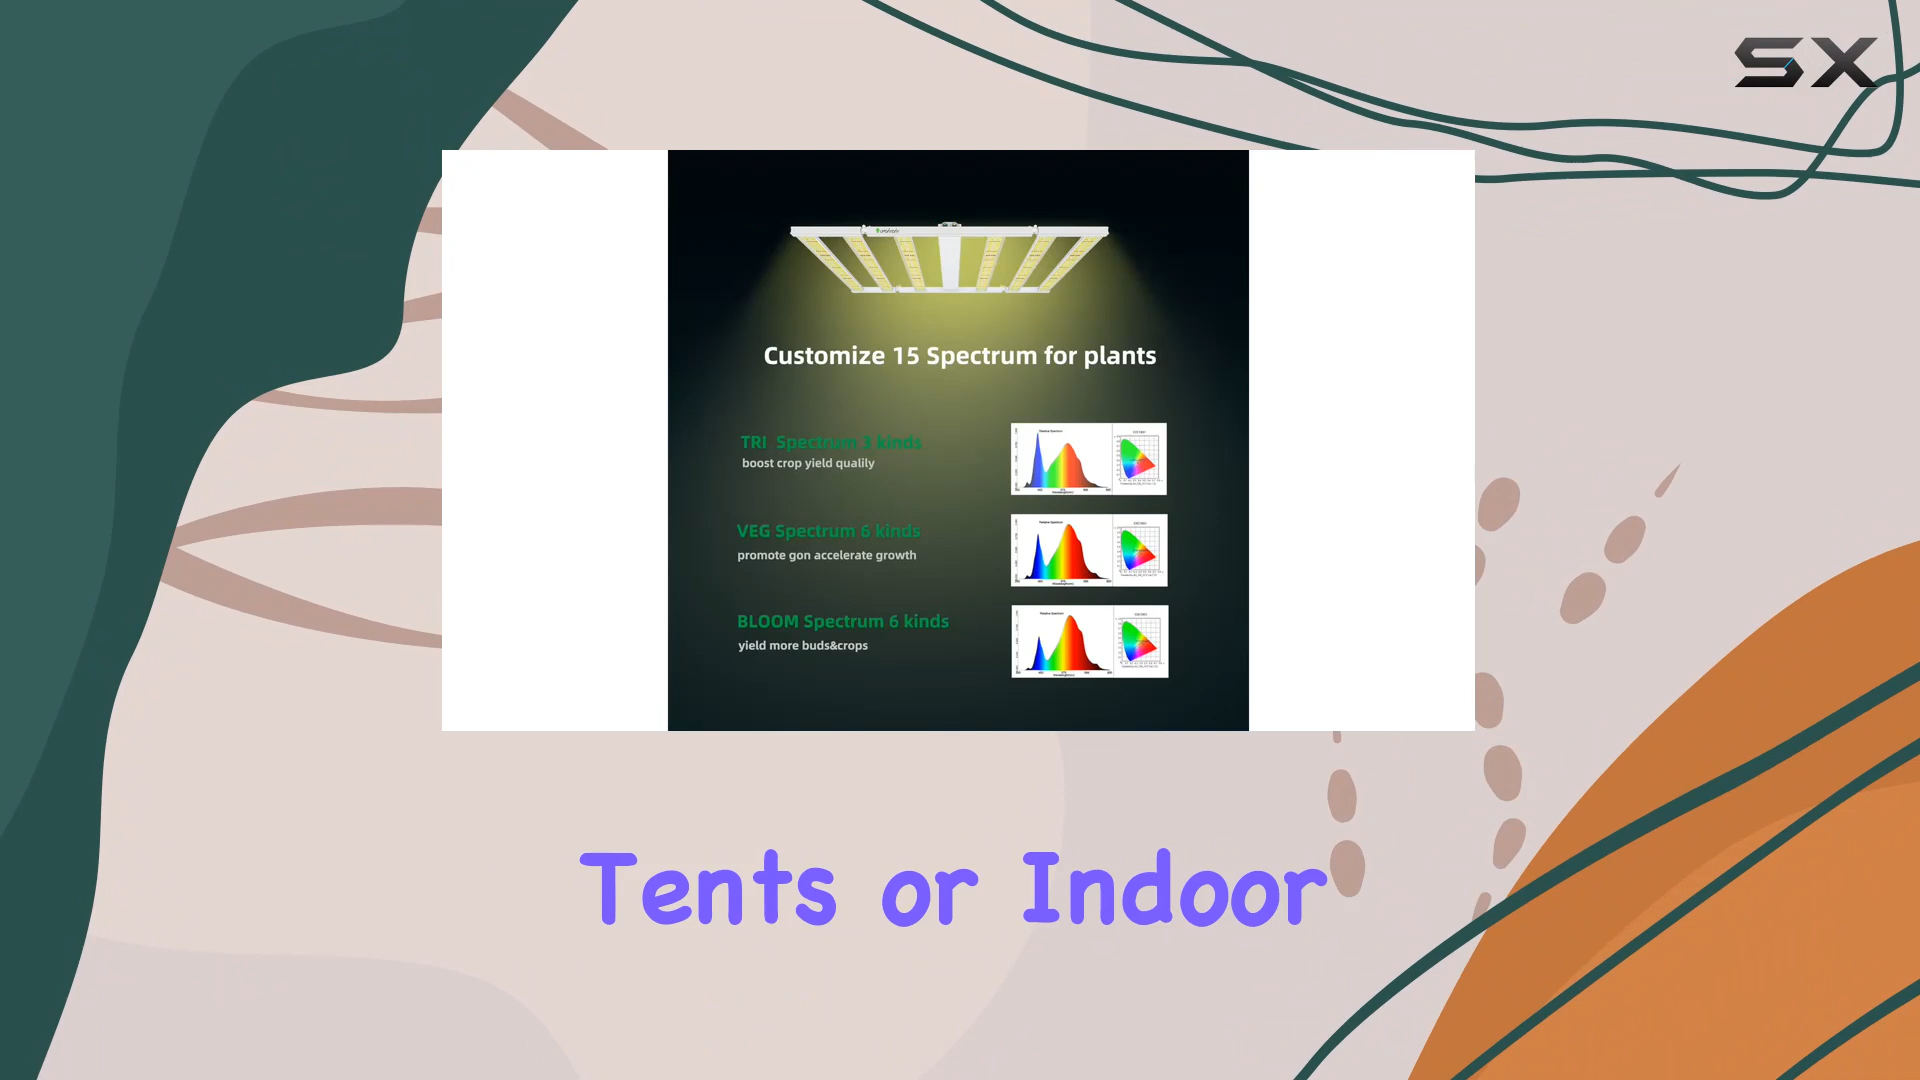 SX
Customize 15 Spectrum for plants
TRI Spectrum 3 kinds
boost crop yield qualily
VEG Spectrum 6 kinds
promote gon accelerate growth
BLOOM Spectrum 6 kinds
yield more buds&crops
Tents or Indoor